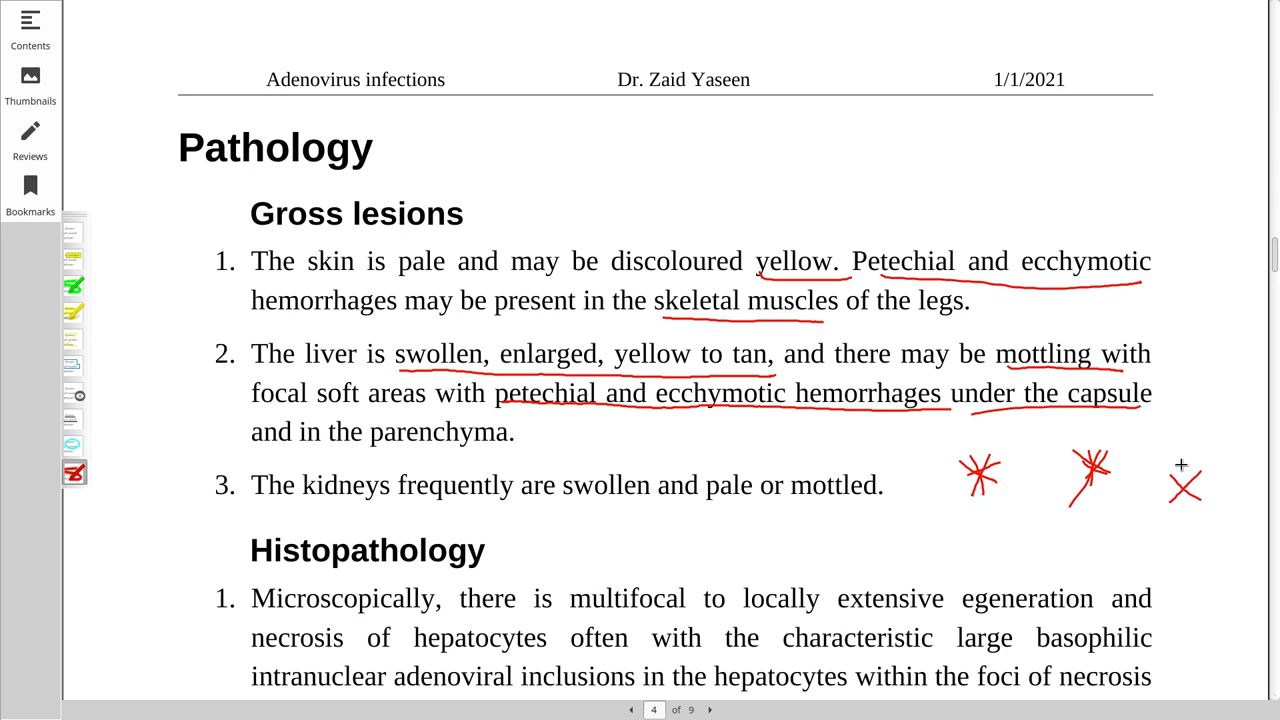 Contents
Thumbnails
Reviews
Bookmarks
Adenovirus infections Dr. Zaid Yaseen 1/1/2021
Pathology
Gross lesions
1. The skin is pale and may be discoloured yellow. Petechial and ecchymotic
hemorrhages may be present in the skeletal muscles of the legs.
2. The liver is swollen, enlarged, yellow to tan, and there may be mottling with
focal soft areas with petechial and ecchymotic hemorrhages under the capsule
and in the parenchyma.
3. The kidneys frequently are swollen and pale or mottled.
Histopathology
1. Microscopically, there is multifocal to locally extensive egeneration and
necrosis of hepatocytes often with the characteristic large basophilic
intranuclear adenoviral inclusions in the hepatocytes within the foci of necrosis
4 of 9